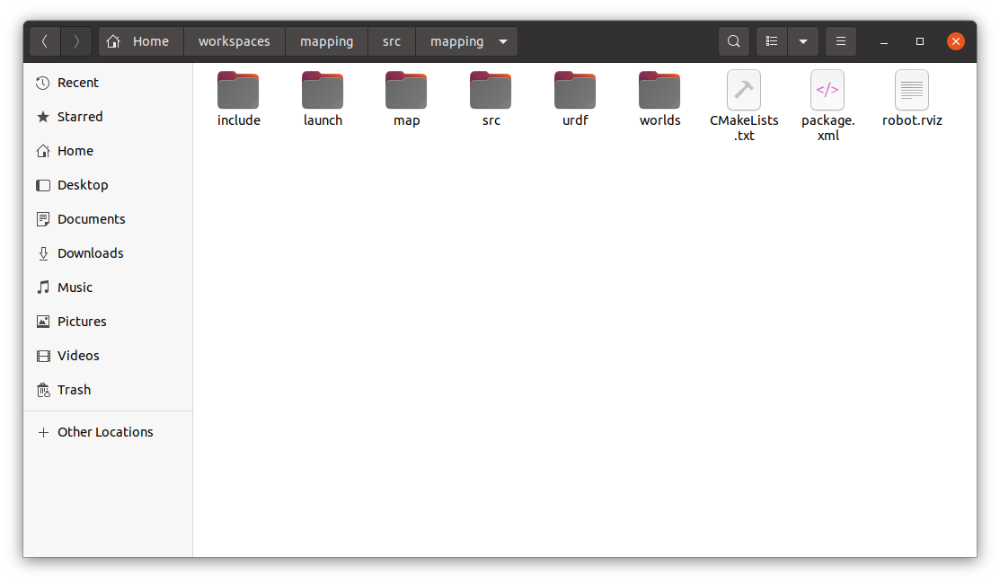 Home workspaces mapping src mapping
Recent
Starred
Home
Desktop
Documents
Downloads
Music
Pictures
Videos
Trash
Other Locations
include launch map src urdf worlds CMakeLists package. robot.rviz
.txt xml